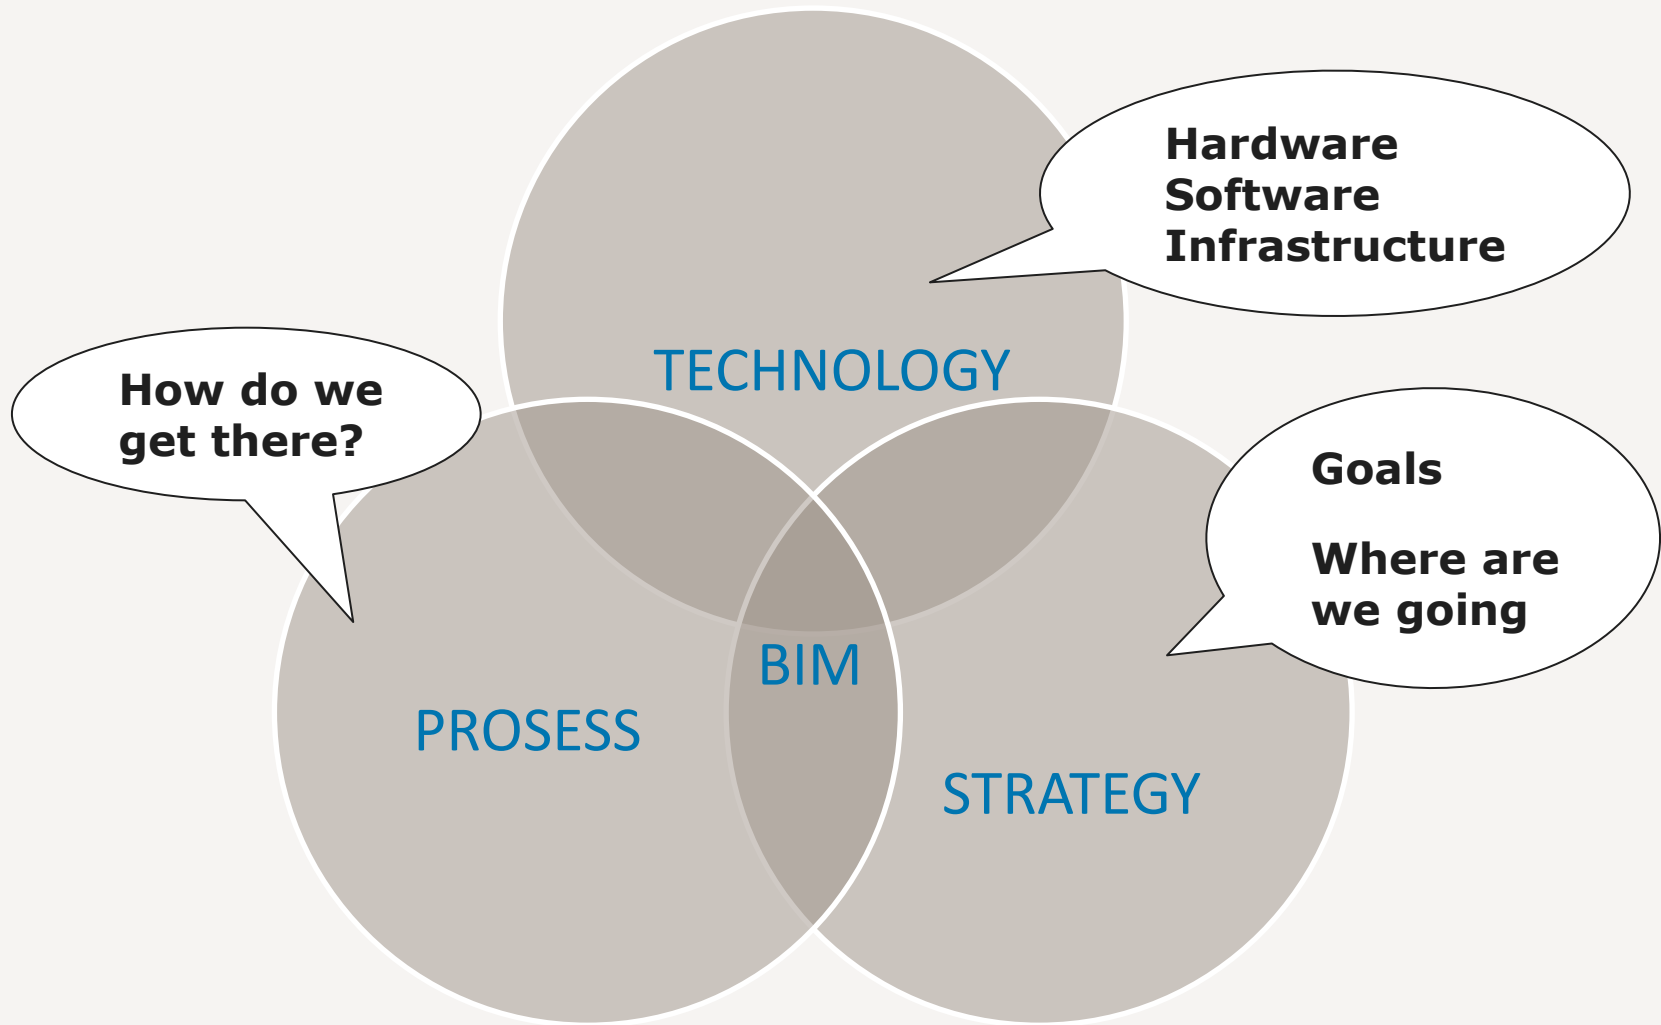 Hardware
Software
Infrastructure
TECHNOLOGY
How do we
get there?
Goals
Where are
we going
BIM
PROSESS
STRATEGY